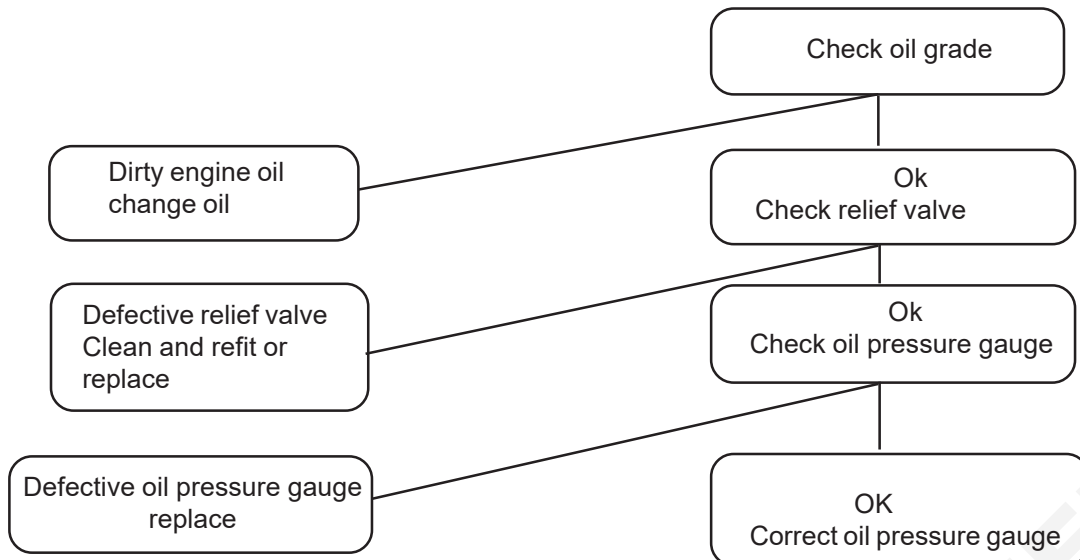 Check oil grade
Dirty engine oil
change oil
Ok
Check relief valve
Defective relief valve
Clean and refit or
replace
Ok
Check oil pressure gauge
Defective oil pressure gauge
replace
OK
Correct oil pressure gauge